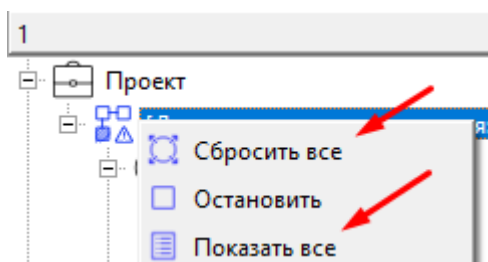 1
Проект
Сбросить все
Остановить
Показать все